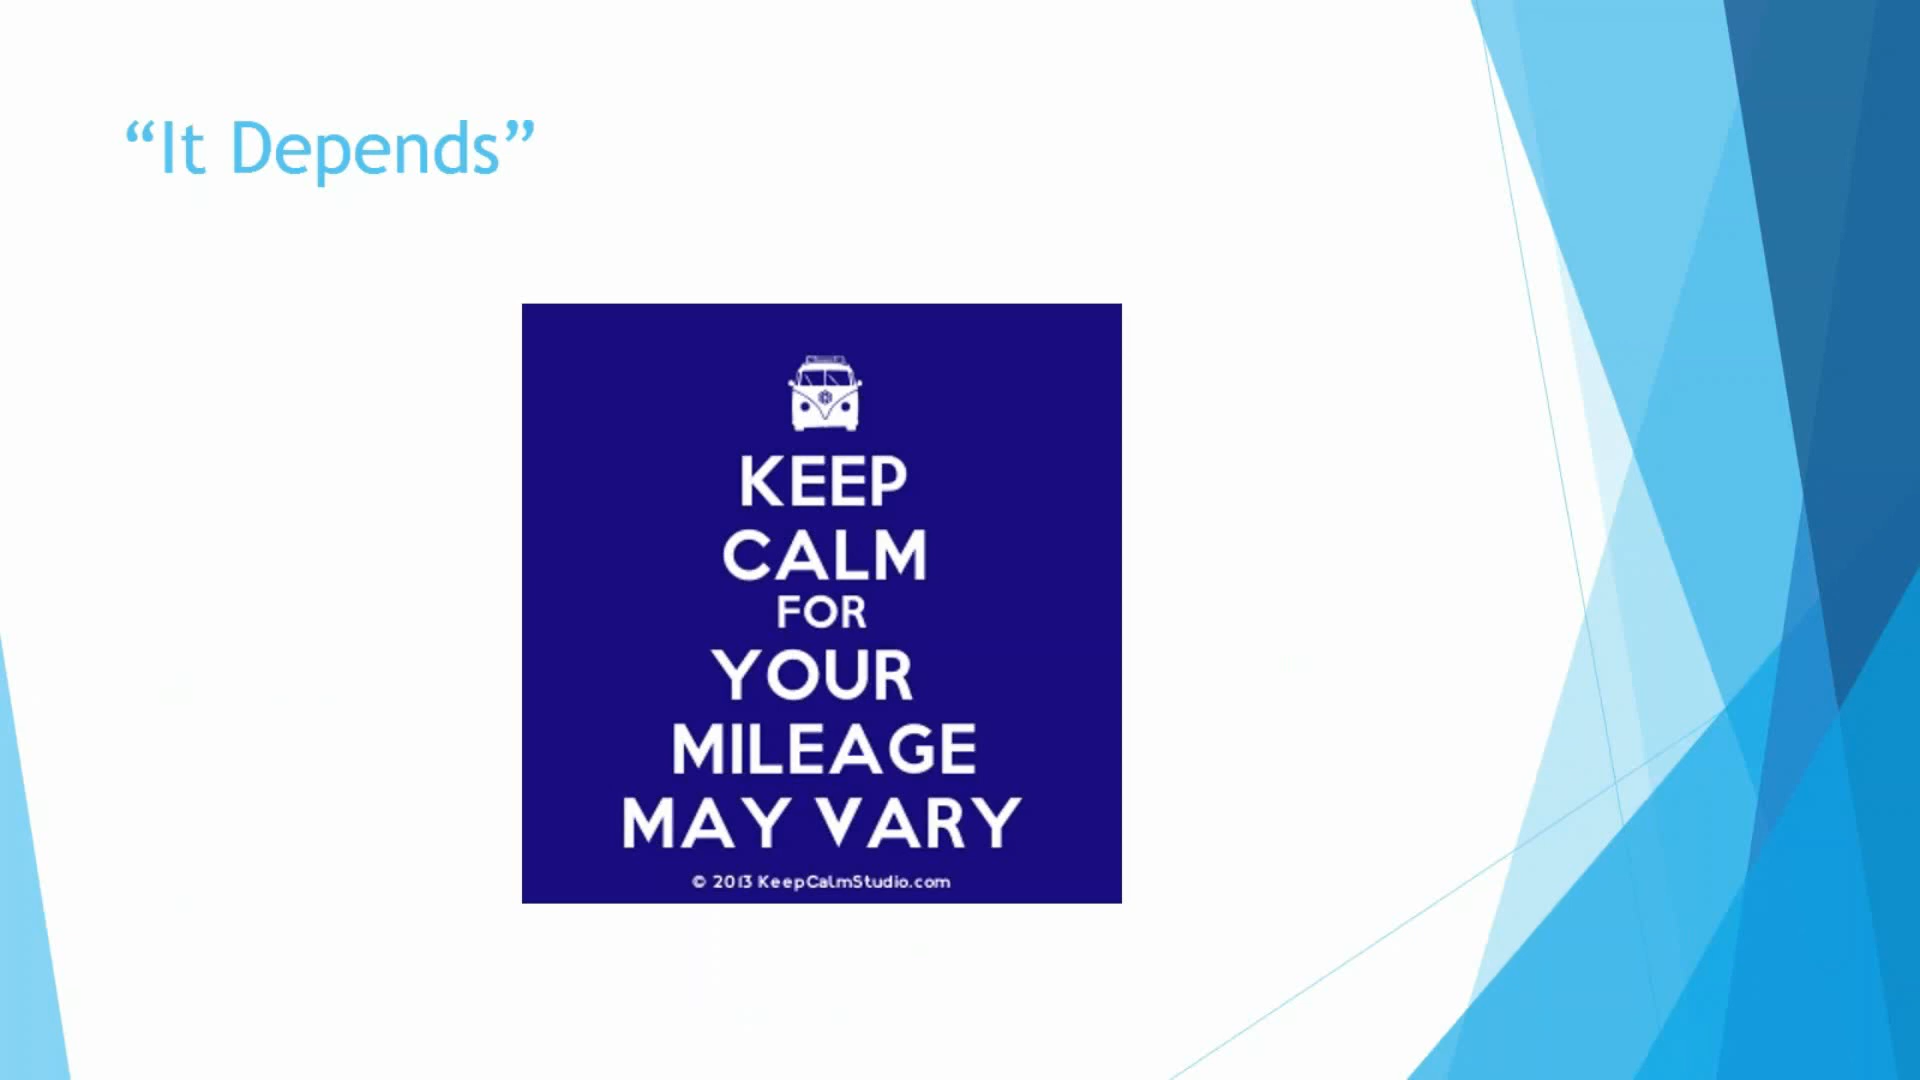 “It Depends”
KEEP
CALM
FOR
YOUR
MILEAGE
MAY VARY
© 2013 KeepCalmStudio.com